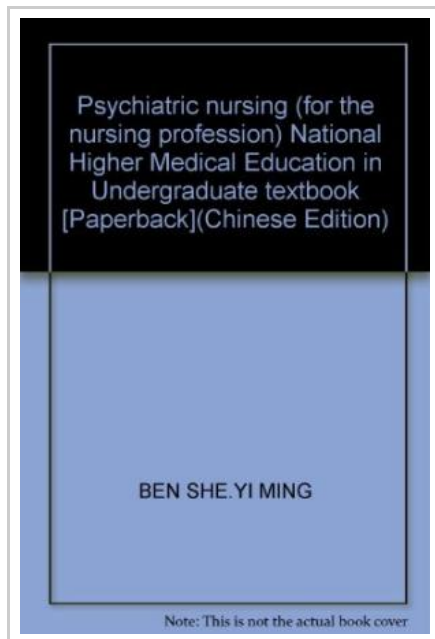 Psychiatric nursing (for the
nursing profession) National
Higher Medical Education in
Undergraduate textbook
[Paperback](Chinese Edition)
BEN SHE.YI MING
Note: This is not the actual book cover